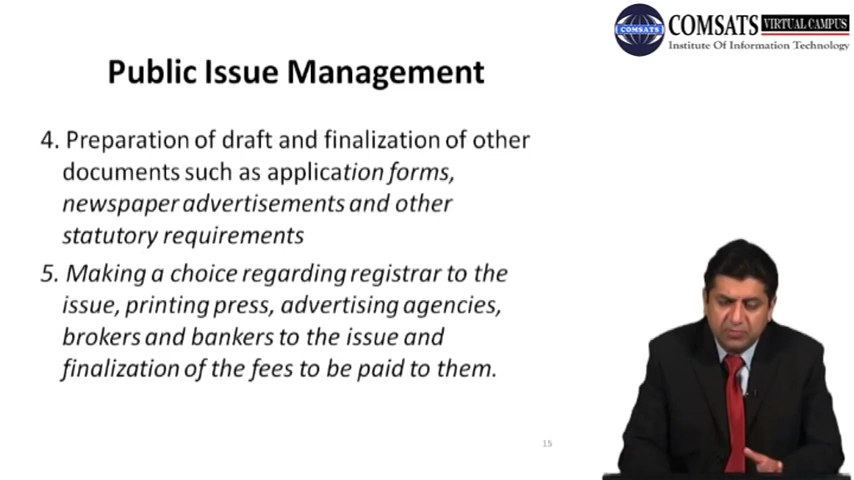 COMSATS VIRTUAL CAMPUS
COMSATS
Institute Of Information Technology
Public Issue Management
4. Preparation of draft and finalization of other
documents such as application forms,
newspaper advertisements and other
statutory requirements
5. Making a choice regarding registrar to the
issue, printing press, advertising agencies,
brokers and bankers to the issue and
finalization of the fees to be paid to them.
15